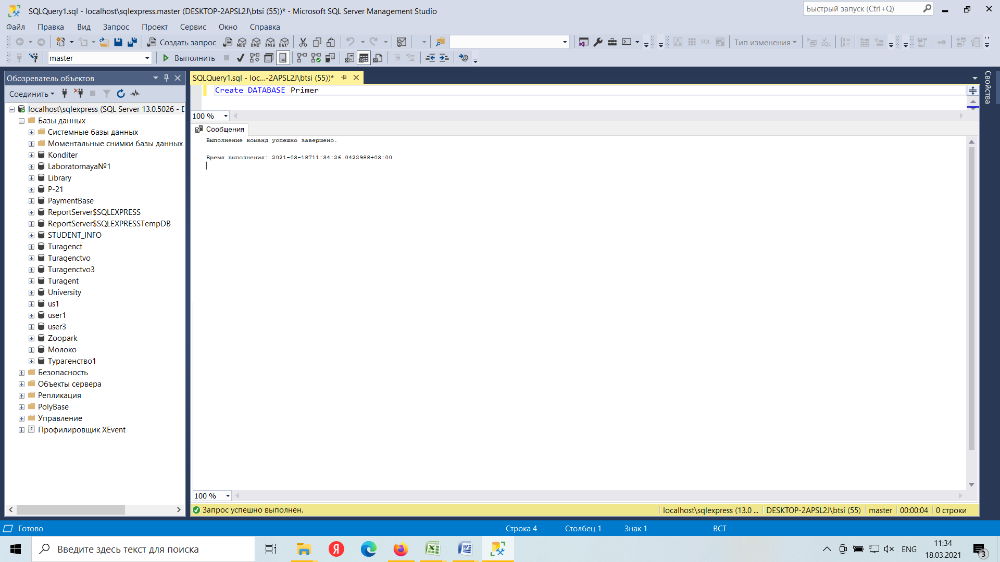 SQLQuery1.sql - localhost\sqlexpress.master (DESKTOP-2APSL2J\btsi (55))* - Microsoft SQL Server Management Studio
Быстрый запуск (Ctrl+Q)
Файл Правка Вид Запрос Проект Сервис Окно Справка
Создать запрос MDX DMX XMLA DAX SQL Тип изменения
master Выполнить
Обозреватель объектов
Соединить
localhost\sqlexpress (SQL Server 13.0.5026 - D
Базы данных
Системные базы данных
Моментальные снимки базы данных
Konditer
Laboratornaya№1
Library
P-21
PaymentBase
ReportServer$SQLEXPRESS
ReportServer$SQLEXPRESSTempDB
STUDENT_INFO
Turagenct
Turagenctvo
Turagenctvo3
Turagent
University
us1
user1
user3
Zoopark
Молоко
Турагенство1
Безопасность
Объекты сервера
Репликация
PolyBase
Управление
Профилировщик XEvent
SQLQuery1.sql - loc...-2APSL2J\btsi (55))*
Create DATABASE Primer
100 %
Сообщения
Выполнение команд успешно завершено.
Время выполнения: 2021-03-18T11:34:26.0422988+03:00
100 %
Запрос успешно выполнен. localhost\sqlexpress (13.0 ... DESKTOP-2APSL2J\btsi (55) master 00:00:04 0 строки
Свойства
Готово Строка 4 Столбец 1 Знак 1 ВСТ
Введите здесь текст для поиска
Я
ENG
11:34
18.03.2021
3